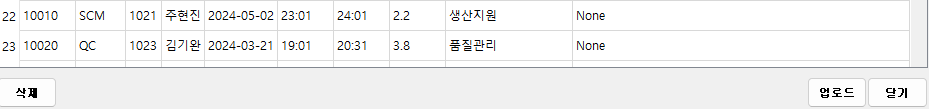 22 10010 SCM 1021 주현진 2024-05-02 23:01 24:01 2.2 생산지원 None
23 10020 QC 1023 김기완 2024-03-21 19:01 20:31 3.8 품질관리 None
삭제 업로드 닫기